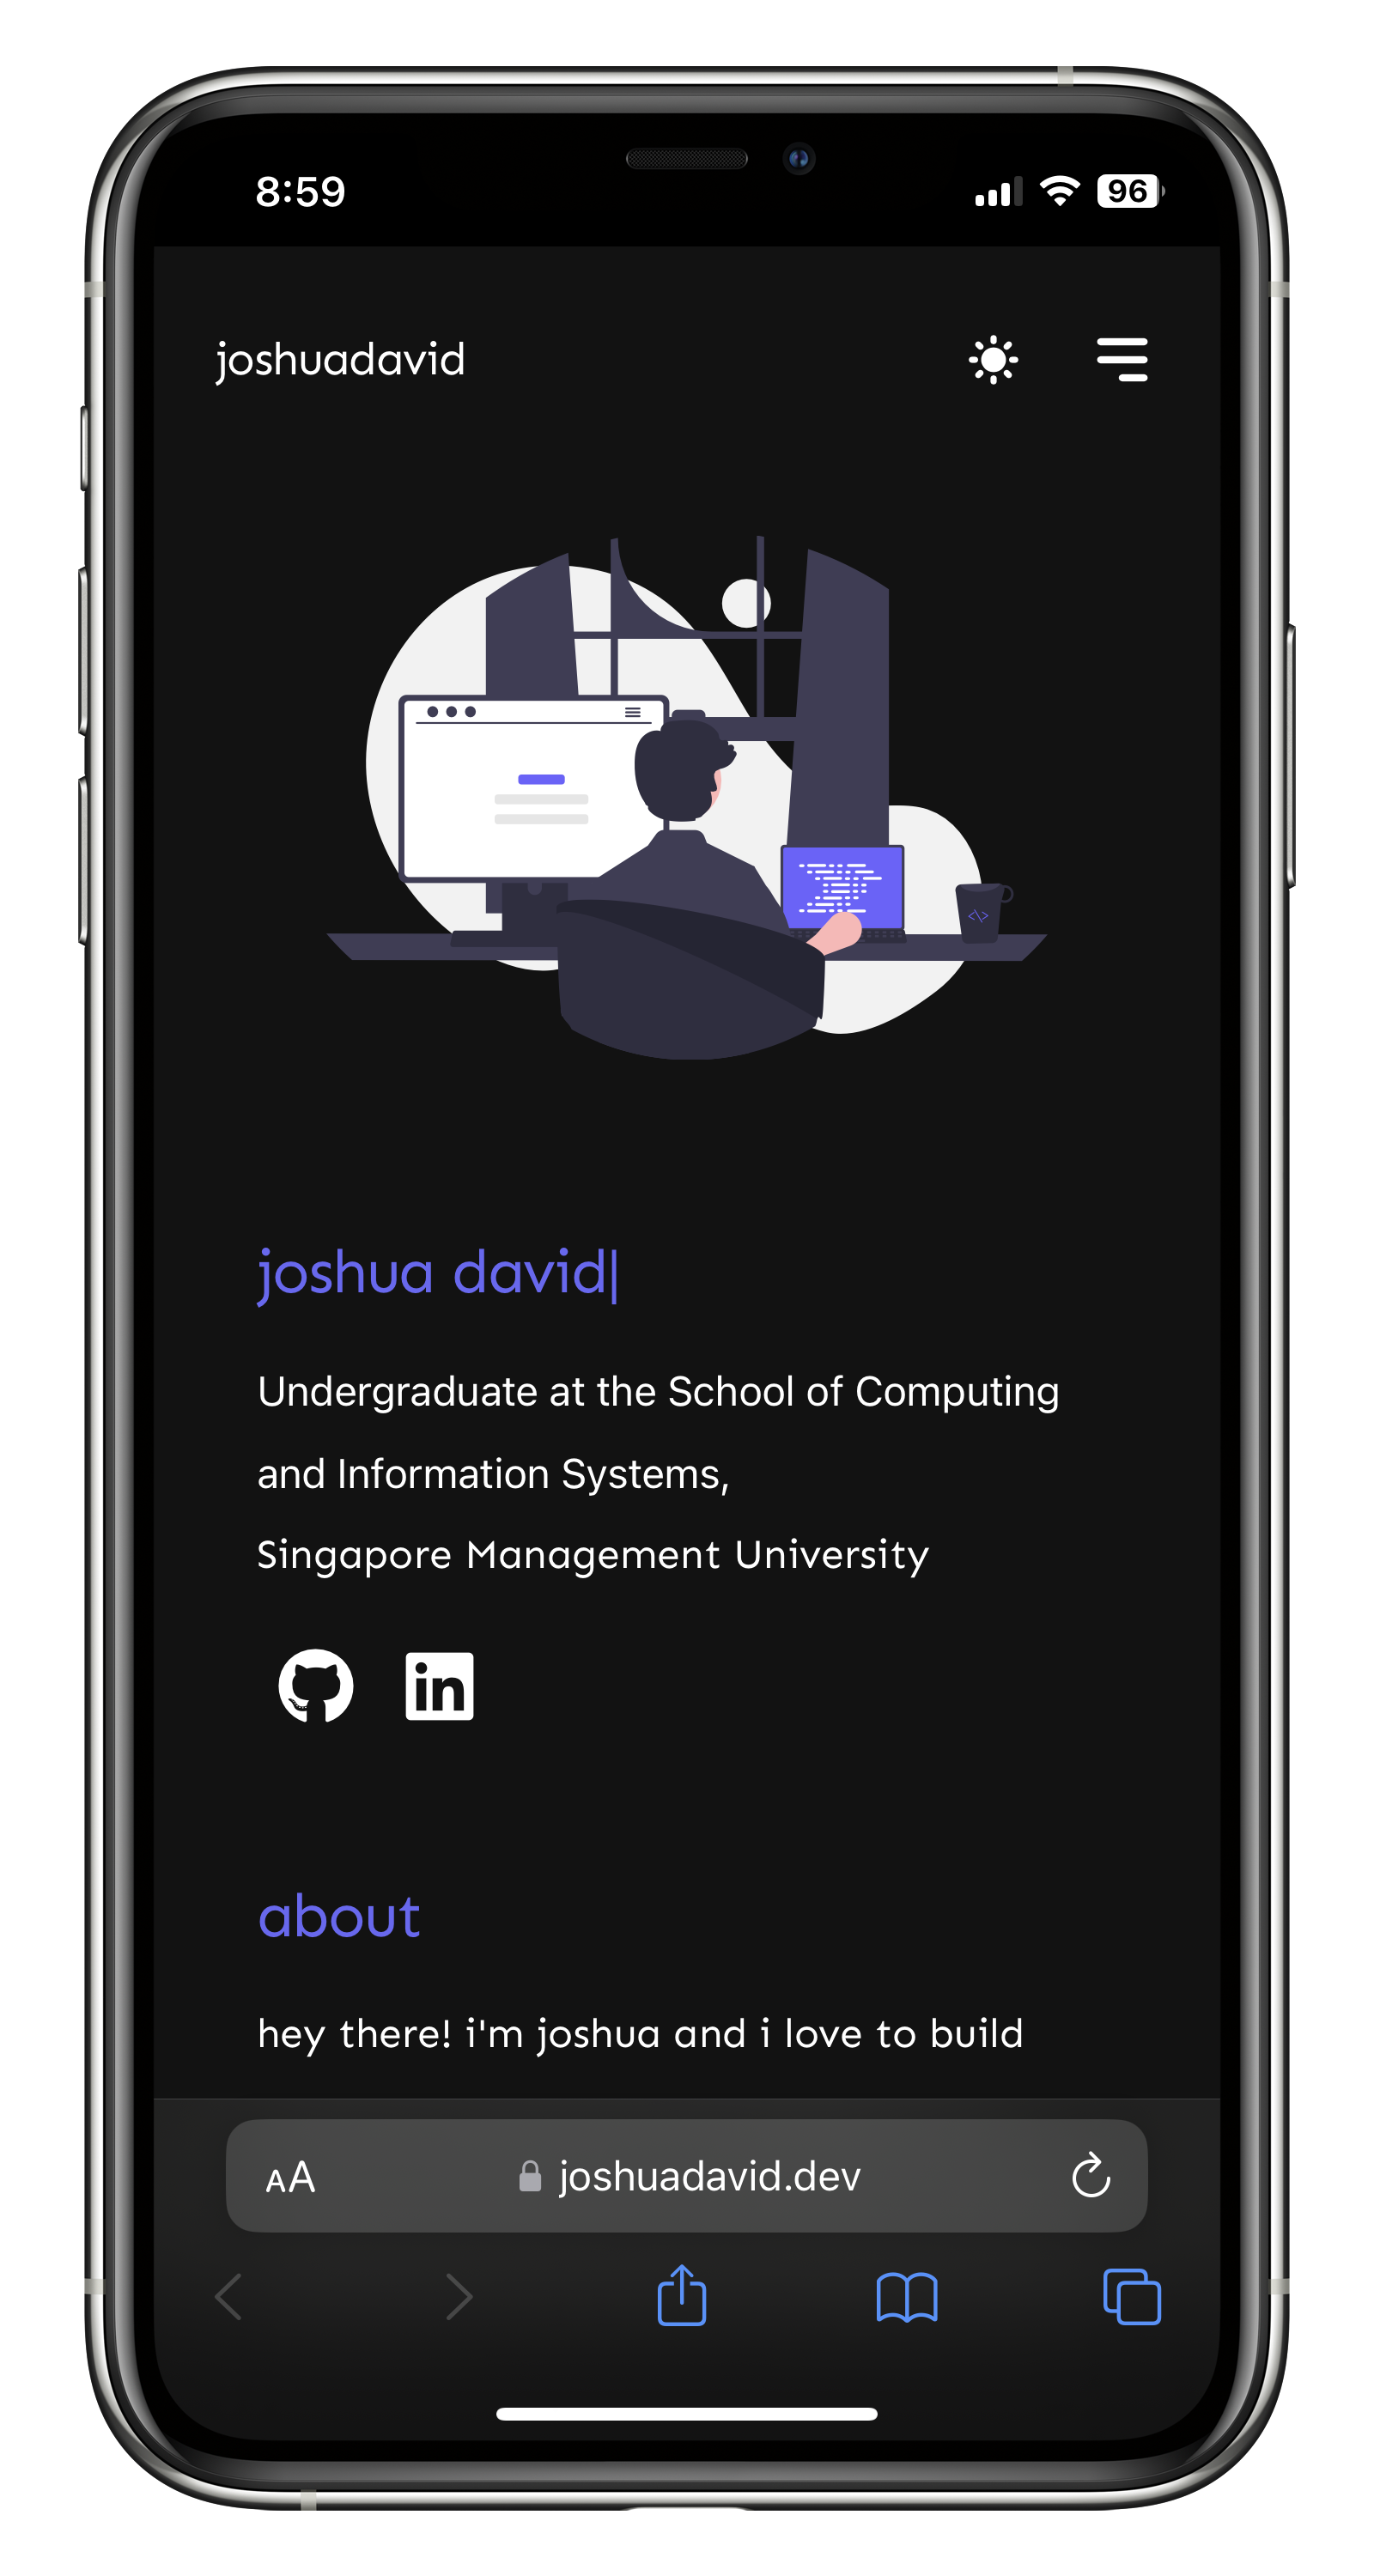 8:59
96
joshuadavid
</>
joshua david|
Undergraduate at the School of Computing
and Information Systems,
Singapore Management University
in
about
hey there! i'm joshua and i love to build
AA
joshuadavid.dev